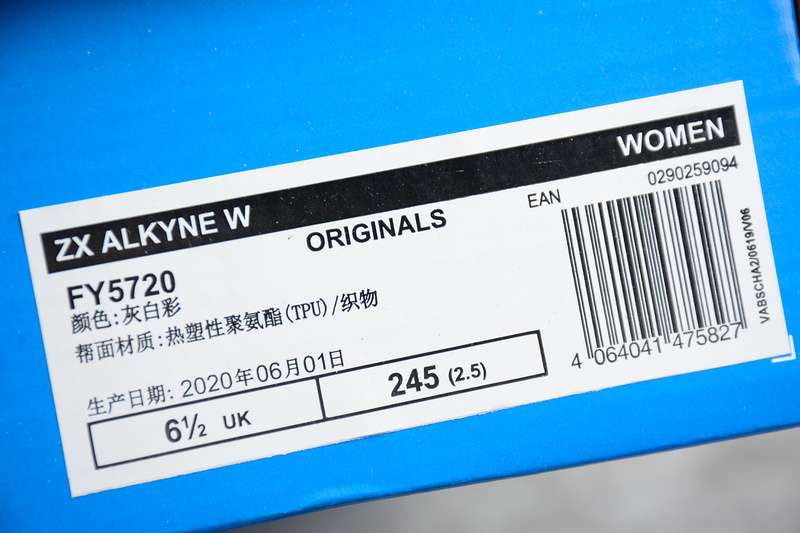 ZX ALKYNE W
WOMEN
ORIGINALS
EAN
0290259094
FY5720
颜色:灰白彩
帮面材质:热塑性聚氨酯(TPU)/织物
生产日期: 2020年06月01日
6½ UK
245 (2.5)
4 064041 475827
VABSCHA2/0619/V06